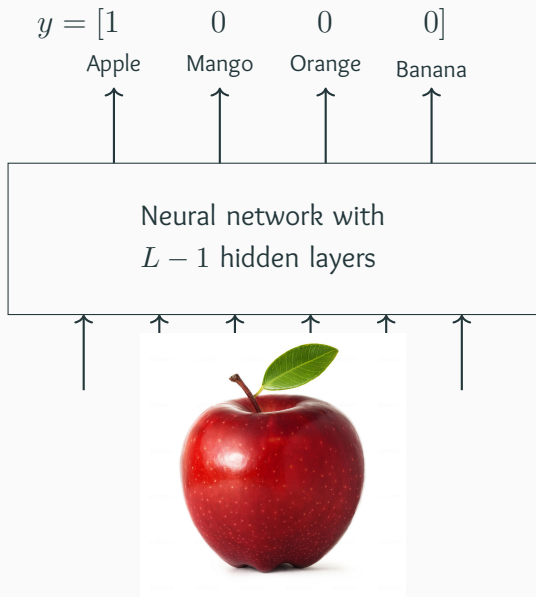 y = [1 0 0 0]
Apple Mango Orange Banana
Neural network with
L − 1 hidden layers